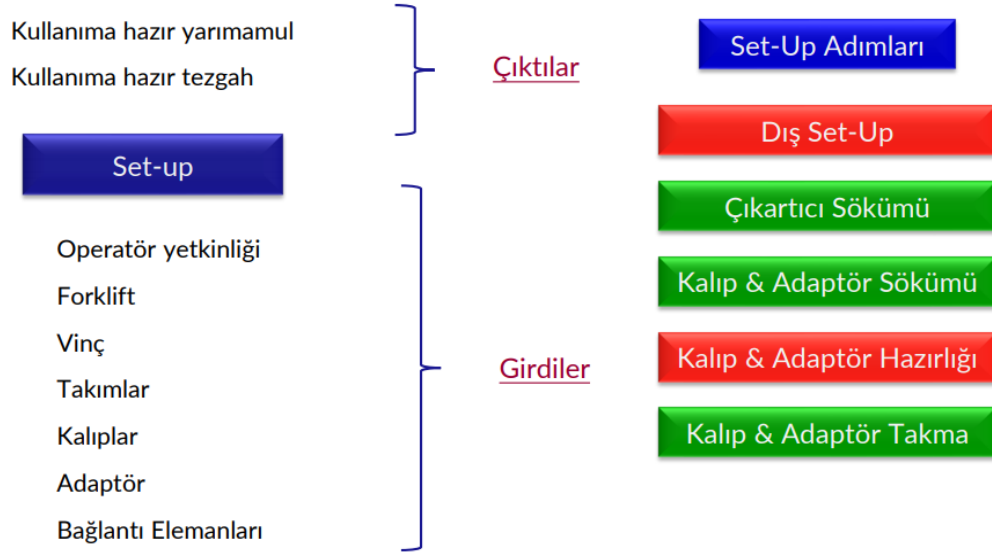 Kullanıma hazır yarımamul
Kullanıma hazır tezgah
Çıktılar
Set-up
Operatör yetkinliği
Forklift
Vinç
Takımlar
Kalıplar
Adaptör
Bağlantı Elemanları
Girdiler
Set-Up Adımları
Dış Set-Up
Çıkartıcı Sökümü
Kalıp & Adaptör Sökümü
Kalıp & Adaptör Hazırlığı
Kalıp & Adaptör Takma